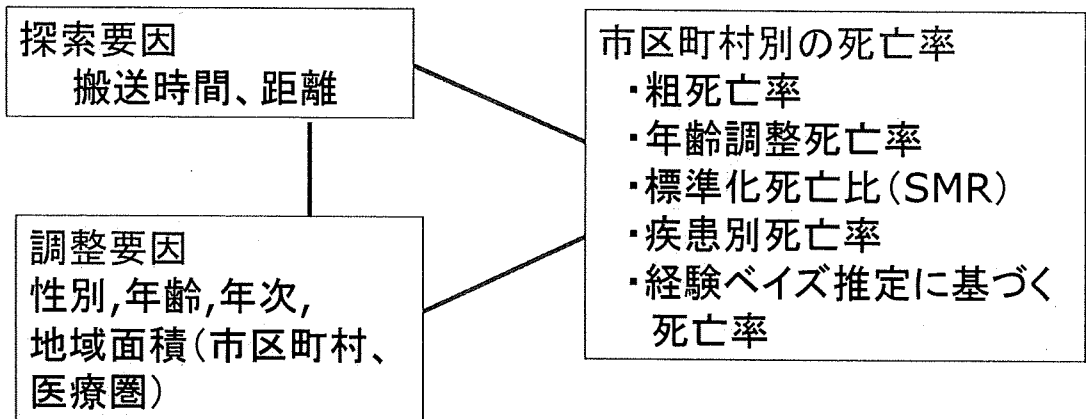 探索要因
搬送時間、距離
調整要因
性別,年齢,年次,
地域面積(市区町村、
医療圏)
市区町村別の死亡率
・粗死亡率
・年齢調整死亡率
・標準化死亡比(SMR)
・疾患別死亡率
・経験ベイズ推定に基づく
死亡率